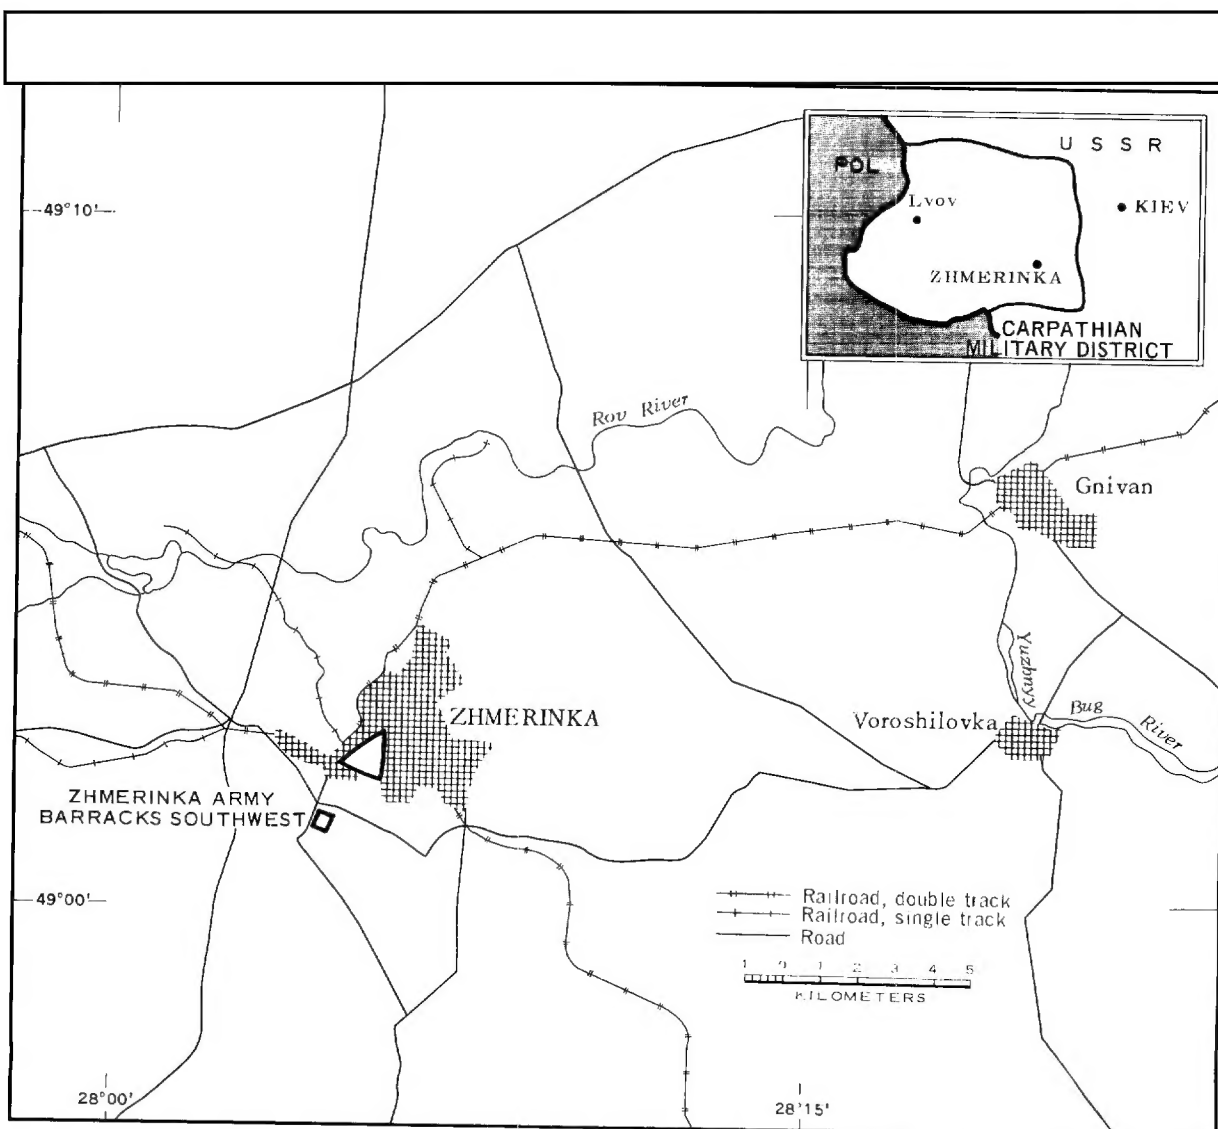 U S S R
POL
Lvov
KIEV
ZHMERINKA
CARPATHIAN
MILITARY DISTRICT
49°10'
Rov River
Gnivan
Yuzhnyy
Bug
River
ZHMERINKA
Voroshilovka
ZHMERINKA ARMY
BARRACKS SOUTHWEST
49°00'
Railroad, double track
Railroad, single track
Road
1 0 1 2 3 4 5
KILOMETERS
28°00'
28°15'